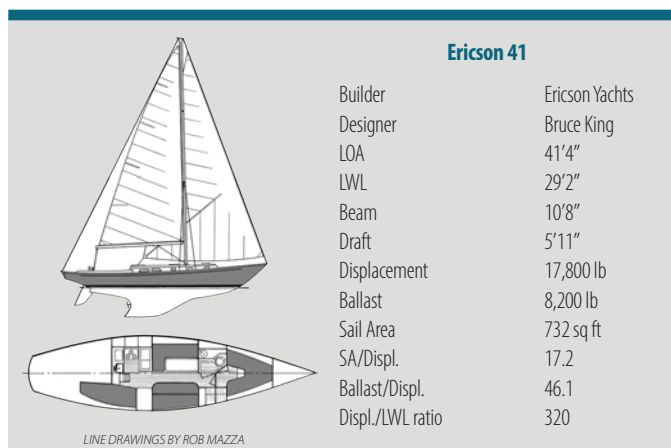 Ericson 41
Builder Ericson Yachts
Designer Bruce King
LOA 41’4”
LWL 29’2”
Beam 10’8”
Draft 5’11”
Displacement 17,800 lb
Ballast 8,200 lb
Sail Area 732 sq ft
SA/Displ. 17.2
Ballast/Displ. 46.1
Displ./LWL ratio 320
LINE DRAWINGS BY ROB MAZZA